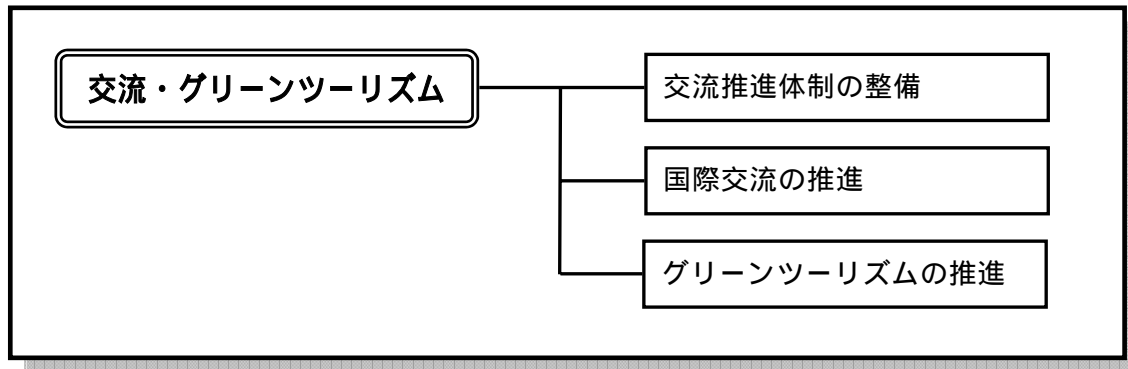 交流・グリーンツーリズム
交流推進体制の整備
国際交流の推進
グリーンツーリズムの推進